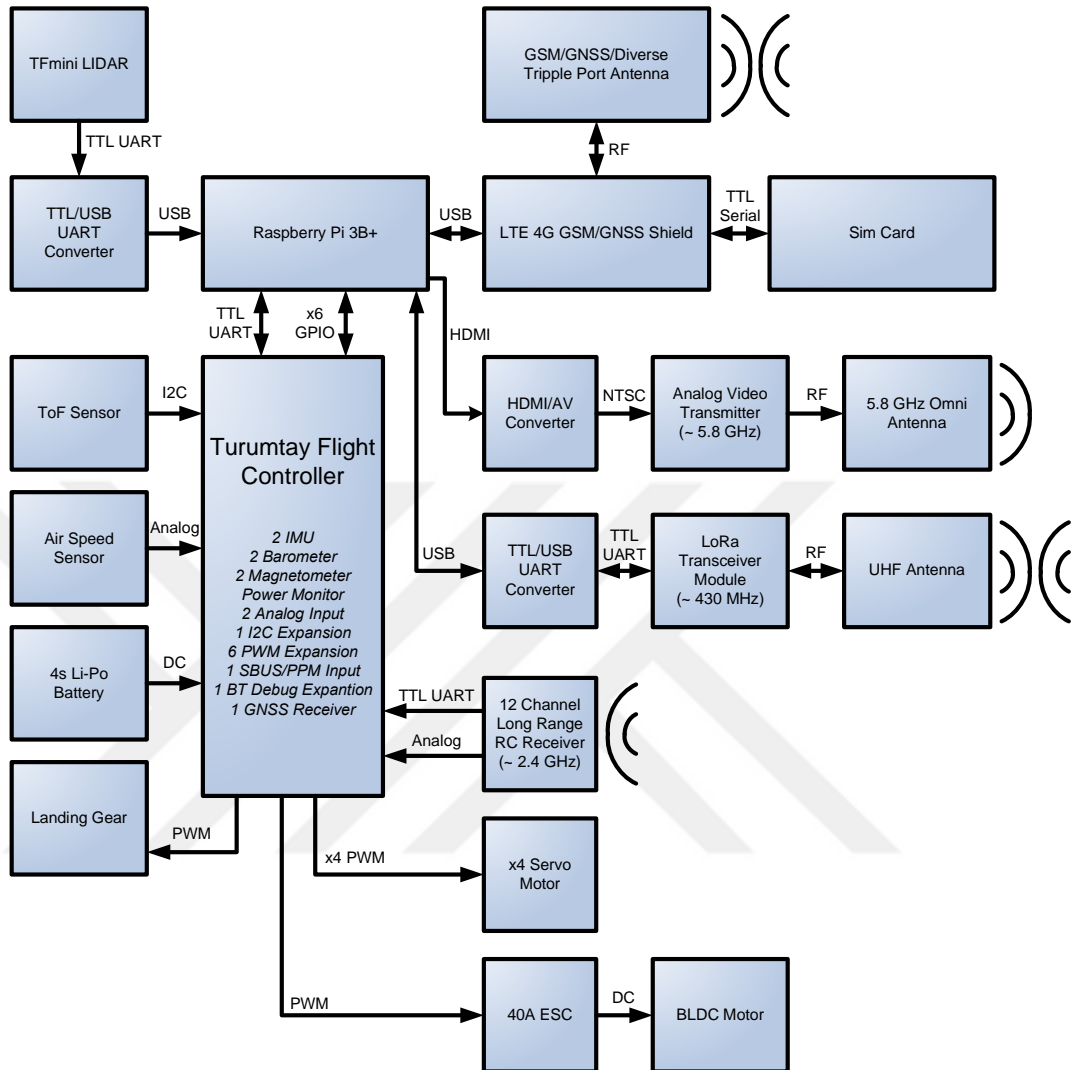 TFmini LIDAR
GSM/GNSS/Diverse
Tripple Port Antenna
TTL UART
RF
TTL/USB
UART
Converter
USB
Raspberry Pi 3B+
USB
LTE 4G GSM/GNSS Shield
TTL
Serial
Sim Card
TTL
UART
x6
GPIO
HDMI
ToF Sensor
I2C
HDMI/AV
Converter
NTSC
Analog Video
Transmitter
(~ 5.8 GHz)
RF
5.8 GHz Omni
Antenna
Turumtay Flight
Controller
2 IMU
2 Barometer
2 Magnetometer
Power Monitor
2 Analog Input
1 I2C Expansion
6 PWM Expansion
1 SBUS/PPM Input
1 BT Debug Expantion
1 GNSS Receiver
Air Speed
Sensor
Analog
USB
TTL/USB
UART
Converter
TTL
UART
LoRa
Transceiver
Module
(~ 430 MHz)
RF
UHF Antenna
4s Li-Po
Battery
DC
TTL UART
Analog
12 Channel
Long Range
RC Receiver
(~ 2.4 GHz)
Landing Gear
PWM
x4 PWM
x4 Servo
Motor
PWM
40A ESC
DC
BLDC Motor